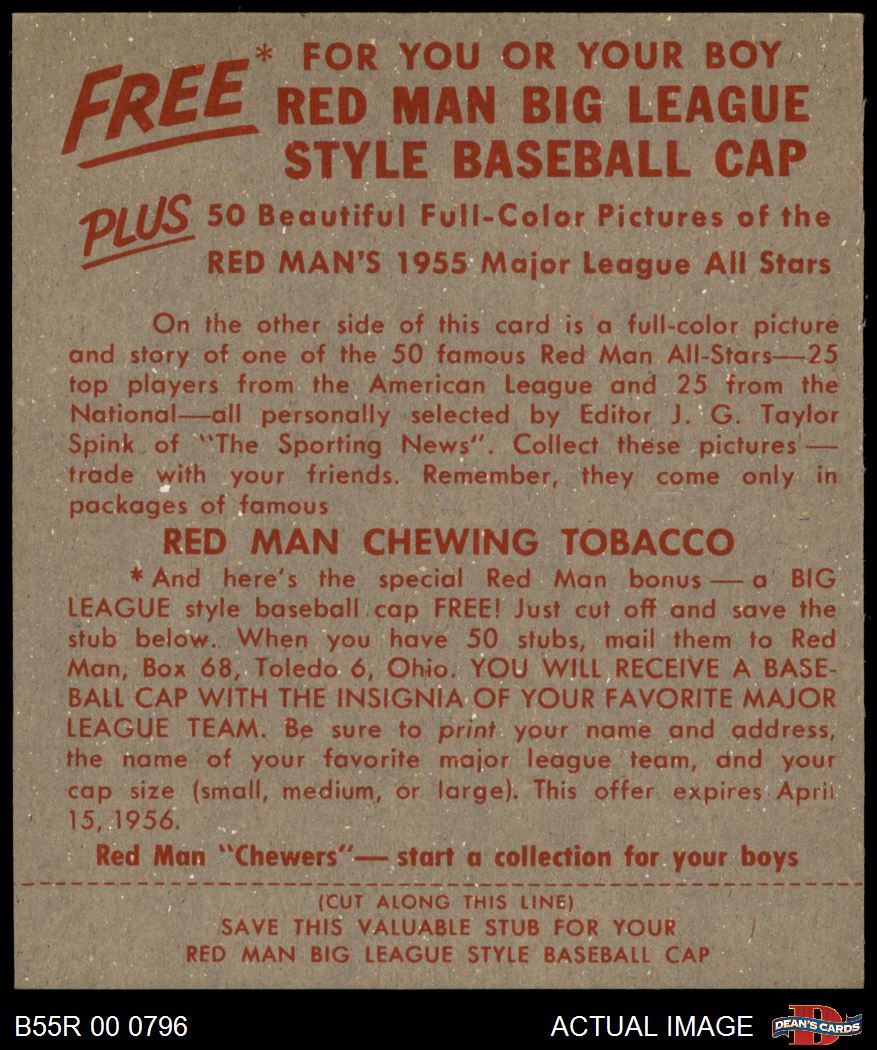 FREE* FOR YOU OR YOUR BOY
RED MAN BIG LEAGUE
STYLE BASEBALL CAP
PLUS 50 Beautiful Full-Color Pictures of the
RED MAN'S 1955 Major League All Stars
On the other side of this card is a full-color picture
and story of one of the 50 famous Red Man All-Stars—25
top players from the American League and 25 from the
National—all personally selected by Editor J. G. Taylor
Spink of "The Sporting News". Collect these pictures —
trade with your friends. Remember, they come only in
packages of famous
RED MAN CHEWING TOBACCO
* And here's the special Red Man bonus — a BIG
LEAGUE style baseball cap FREE! Just cut off and save the
stub below. When you have 50 stubs, mail them to Red
Man, Box 68, Toledo 6, Ohio. YOU WILL RECEIVE A BASE-
BALL CAP WITH THE INSIGNIA OF YOUR FAVORITE MAJOR
LEAGUE TEAM. Be sure to print your name and address,
the name of your favorite major league team, and your
cap size (small, medium, or large). This offer expires April
15, 1956.
Red Man "Chewers"— start a collection for your boys
(CUT ALONG THIS LINE)
SAVE THIS VALUABLE STUB FOR YOUR
RED MAN BIG LEAGUE STYLE BASEBALL CAP
B55R 00 0796
ACTUAL IMAGE
DEAN'S CARDS